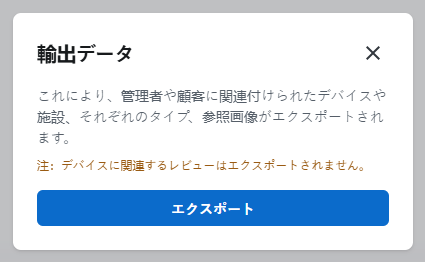 輸出データ
これにより、管理者や顧客に関連付けられたデバイスや
施設、それぞれのタイプ、参照画像がエクスポートされ
ます。
注: デバイスに関連するレビューはエクスポートされません。
エクスポート